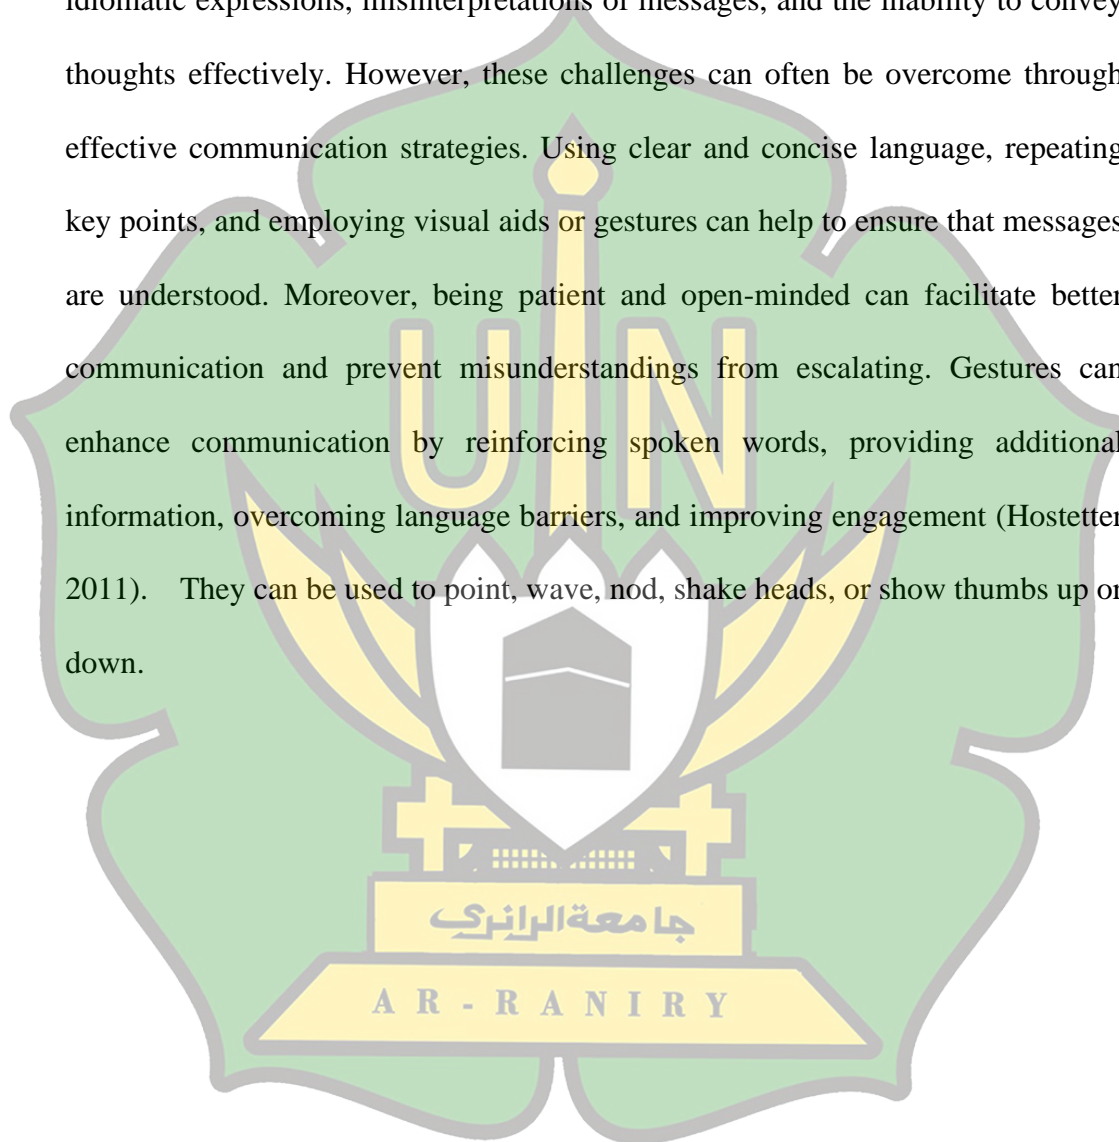 idiomatic expressions, misinterpretations of messages, and the inability to convey
thoughts effectively. However, these challenges can often be overcome through
effective communication strategies. Using clear and concise language, repeating
key points, and employing visual aids or gestures can help to ensure that messages
are understood. Moreover, being patient and open-minded can facilitate better
communication and prevent misunderstandings from escalating. Gestures can
enhance communication by reinforcing spoken words, providing additional
information, overcoming language barriers, and improving engagement (Hostetter
2011). They can be used to point, wave, nod, shake heads, or show thumbs up or
down.
UIN
جامعة الرانري
AR-RANIRY